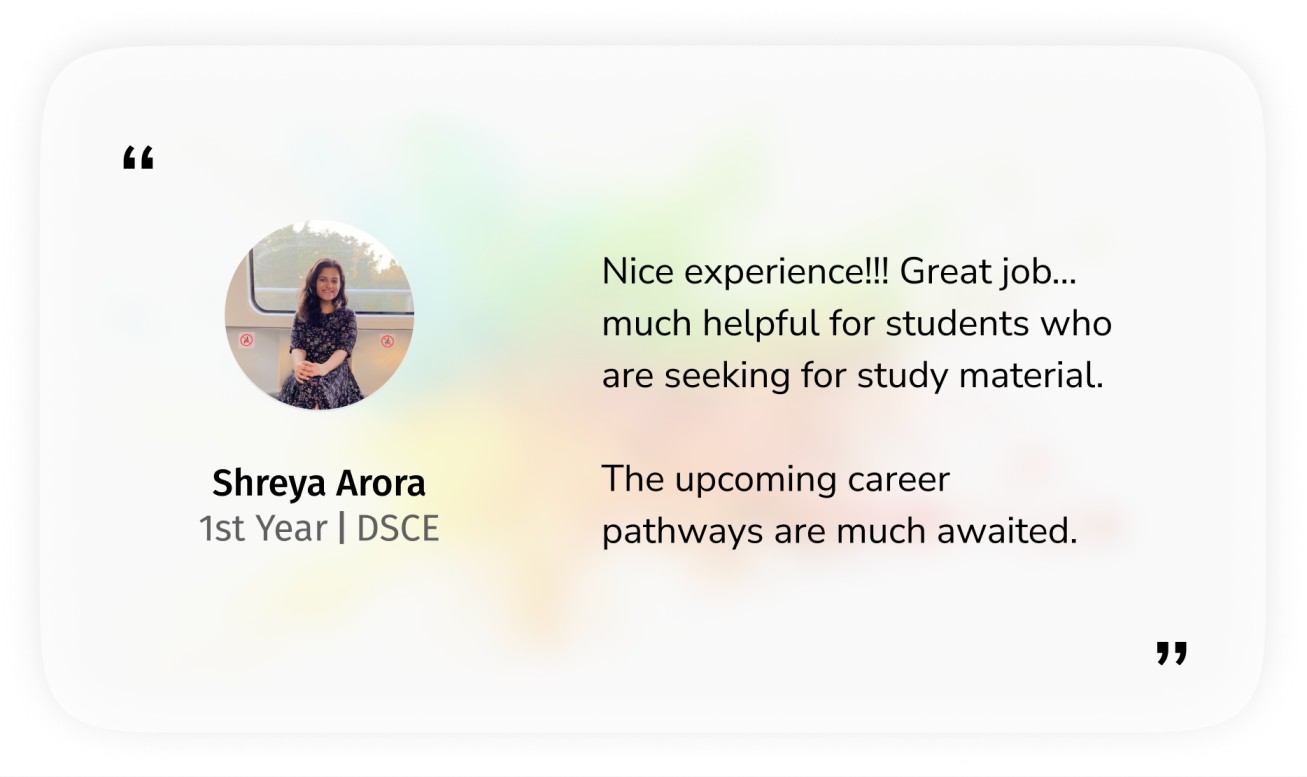 “
Shreya Arora
1st Year | DSCE
Nice experience!!! Great job...
much helpful for students who
are seeking for study material.
The upcoming career
pathways are much awaited.
”